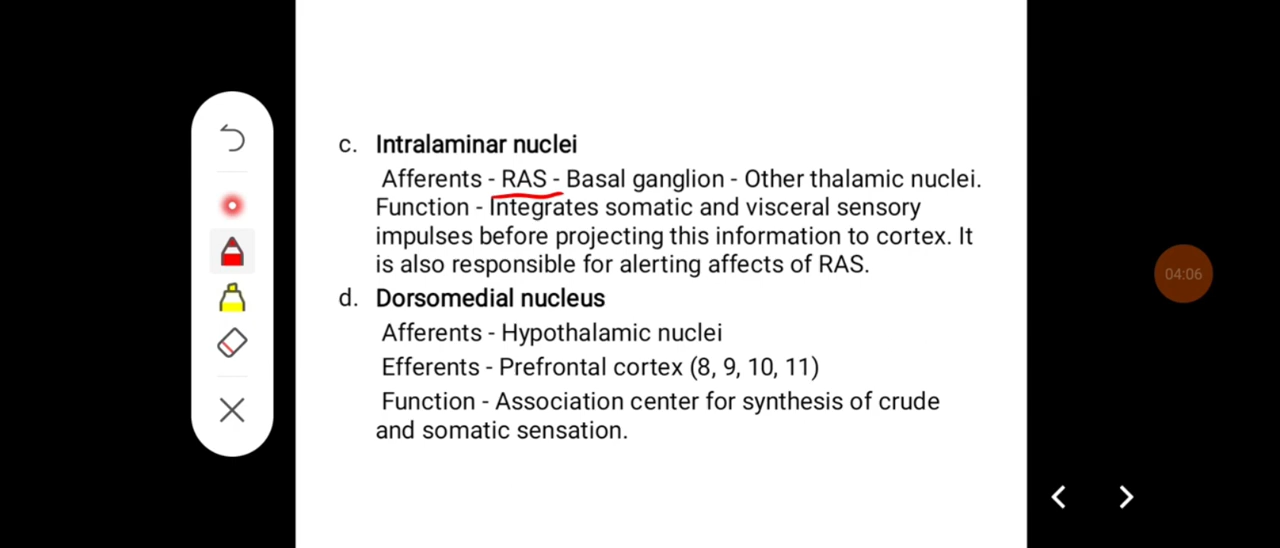 c. Intralaminar nuclei
Afferents - RAS - Basal ganglion - Other thalamic nuclei.
Function - Integrates somatic and visceral sensory
impulses before projecting this information to cortex. It
is also responsible for alerting affects of RAS.
d. Dorsomedial nucleus
Afferents - Hypothalamic nuclei
Efferents - Prefrontal cortex (8, 9, 10, 11)
Function - Association center for synthesis of crude
and somatic sensation.
04:06